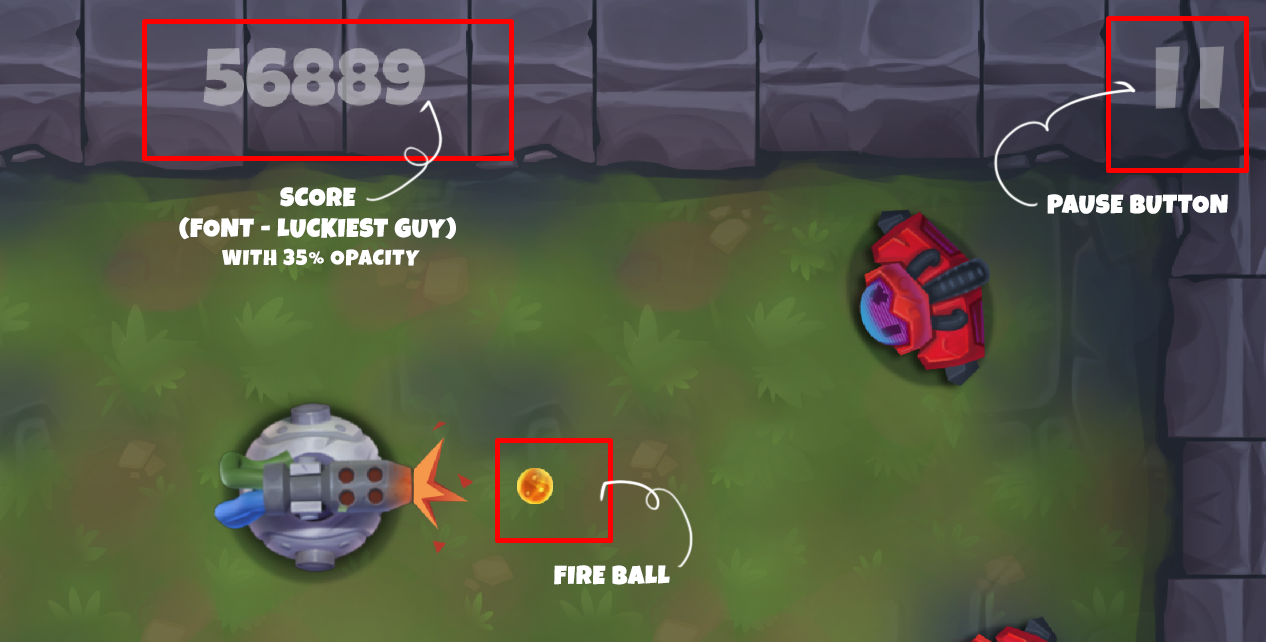 56889
SCORE
(FONT - LUCKIEST GUY)
WITH 35% OPACITY
PAUSE BUTTON
FIRE BALL